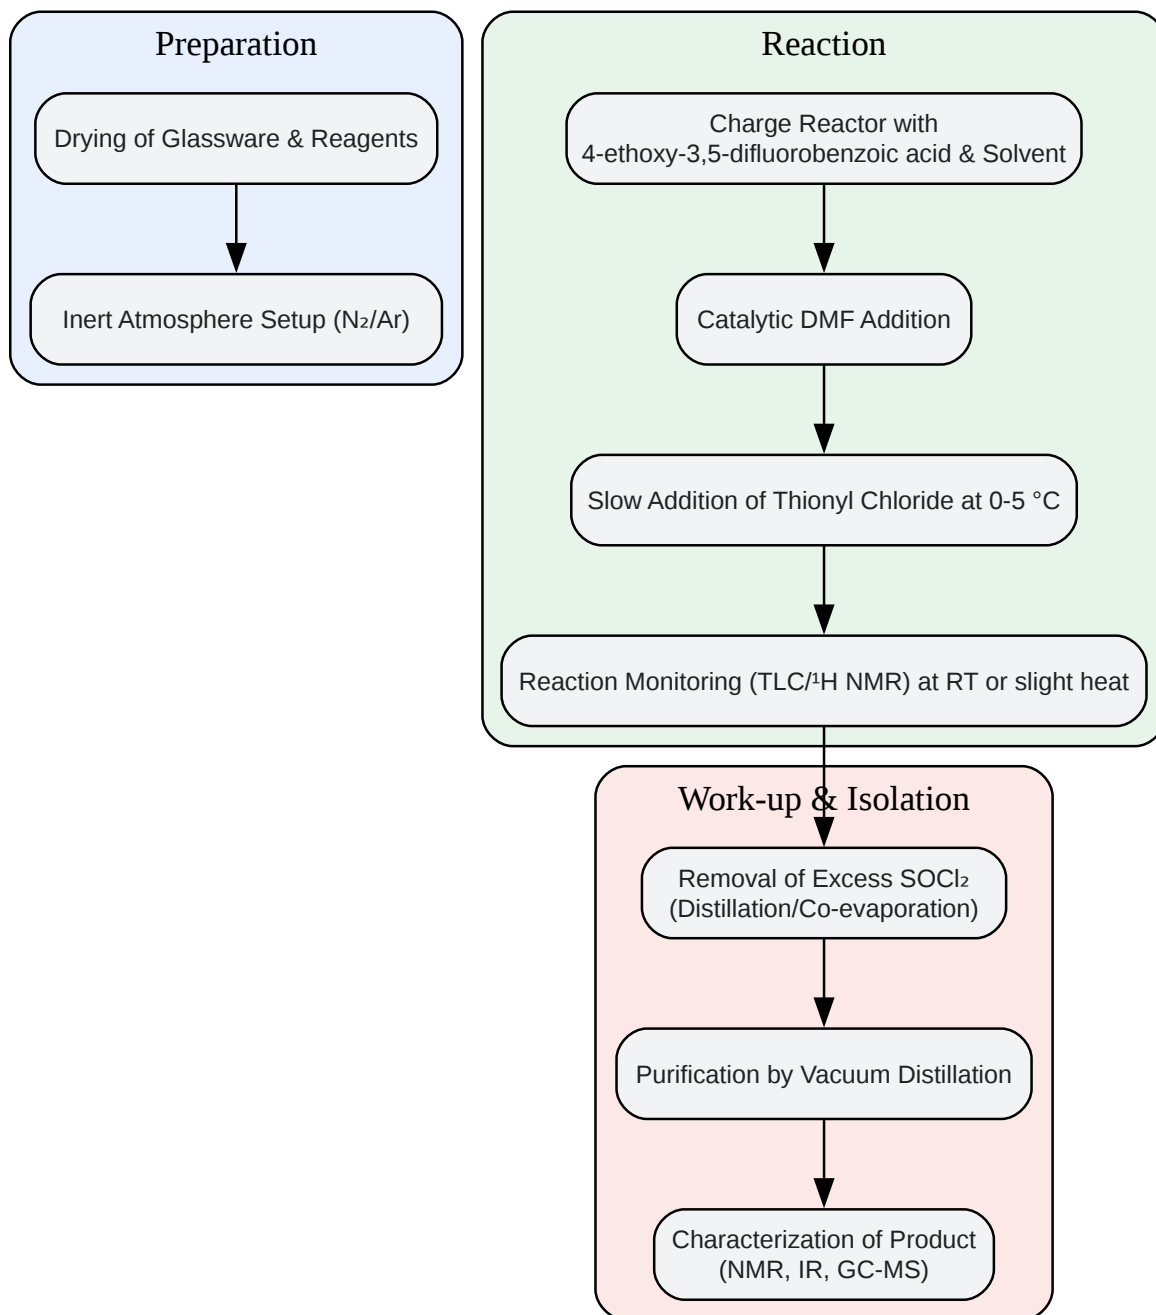 Preparation
Drying of Glassware & Reagents
Inert Atmosphere Setup (N₂/Ar)
Reaction
Charge Reactor with
4-ethoxy-3,5-difluorobenzoic acid & Solvent
Catalytic DMF Addition
Slow Addition of Thionyl Chloride at 0-5 °C
Reaction Monitoring (TLC/¹H NMR) at RT or slight heat
Work-up & Isolation
Removal of Excess SOCl₂
(Distillation/Co-evaporation)
Purification by Vacuum Distillation
Characterization of Product
(NMR, IR, GC-MS)